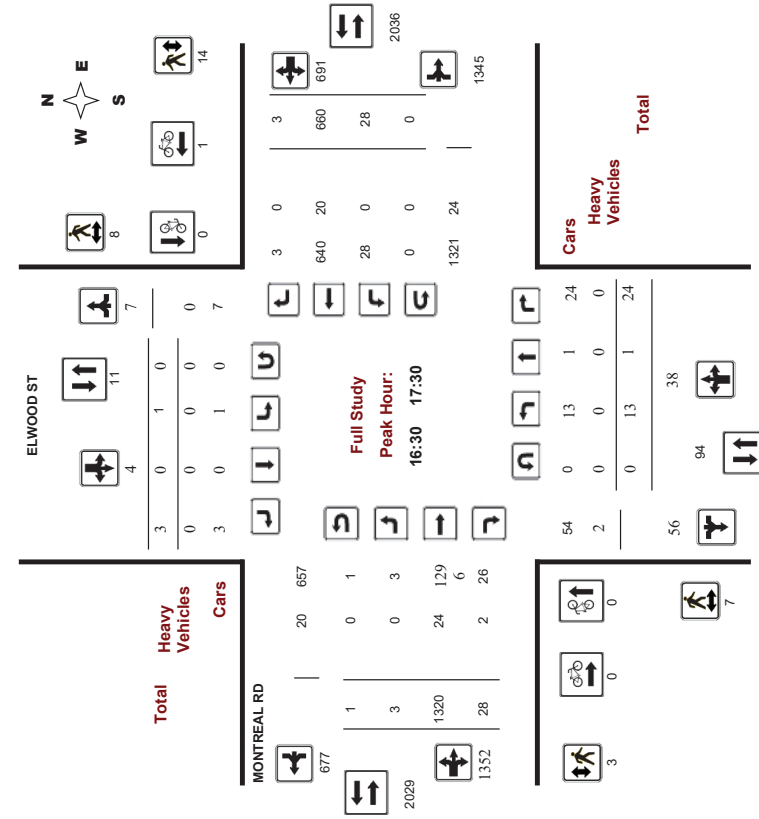 N
W E
S
8
0
1
14
ELWOOD ST
4
11
7
3 0 1 0
0 0 0 0 0
3 0 1 0 7
Total
Heavy
Vehicles
Cars
2036
691
1345
3 0 3
640 20 660
28 0 28
0 0 0
1321 24
Full Study
Peak Hour:
16:30 17:30
MONTREAL RD
677
2029
1352
20 657
1 0 1
3 0 3
1320 24 129
6
28 2 26
Cars
Heavy
Vehicles
Total
54 0 13 1 24
2 0 0 0 0
0 13 1 24
56
94
38
3
0
0
7